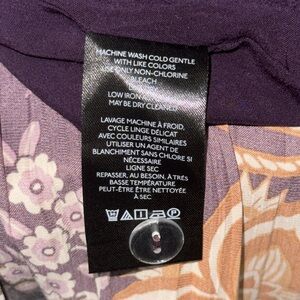 MACHINE WASH COLD GENTLE
WITH LIKE COLORS
USE ONLY NON-CHLORINE
BLEACH
LOW IRON
MAY BE DRY CLEANED
LAVAGE MACHINE À FROID,
CYCLE LINGE DÉLICAT
AVEC COULEURS SIMILAIRES
UTILISER UN AGENT DE
BLANCHIMENT SANS CHLORE SI
NÉCESSAIRE
LIGNE SEC
REPASSER, AU BESOIN, À TRÈS
BASSE TEMPÉRATURE
PEUT-ÊTRE ÊTRE NETTOYÉE
À SEC